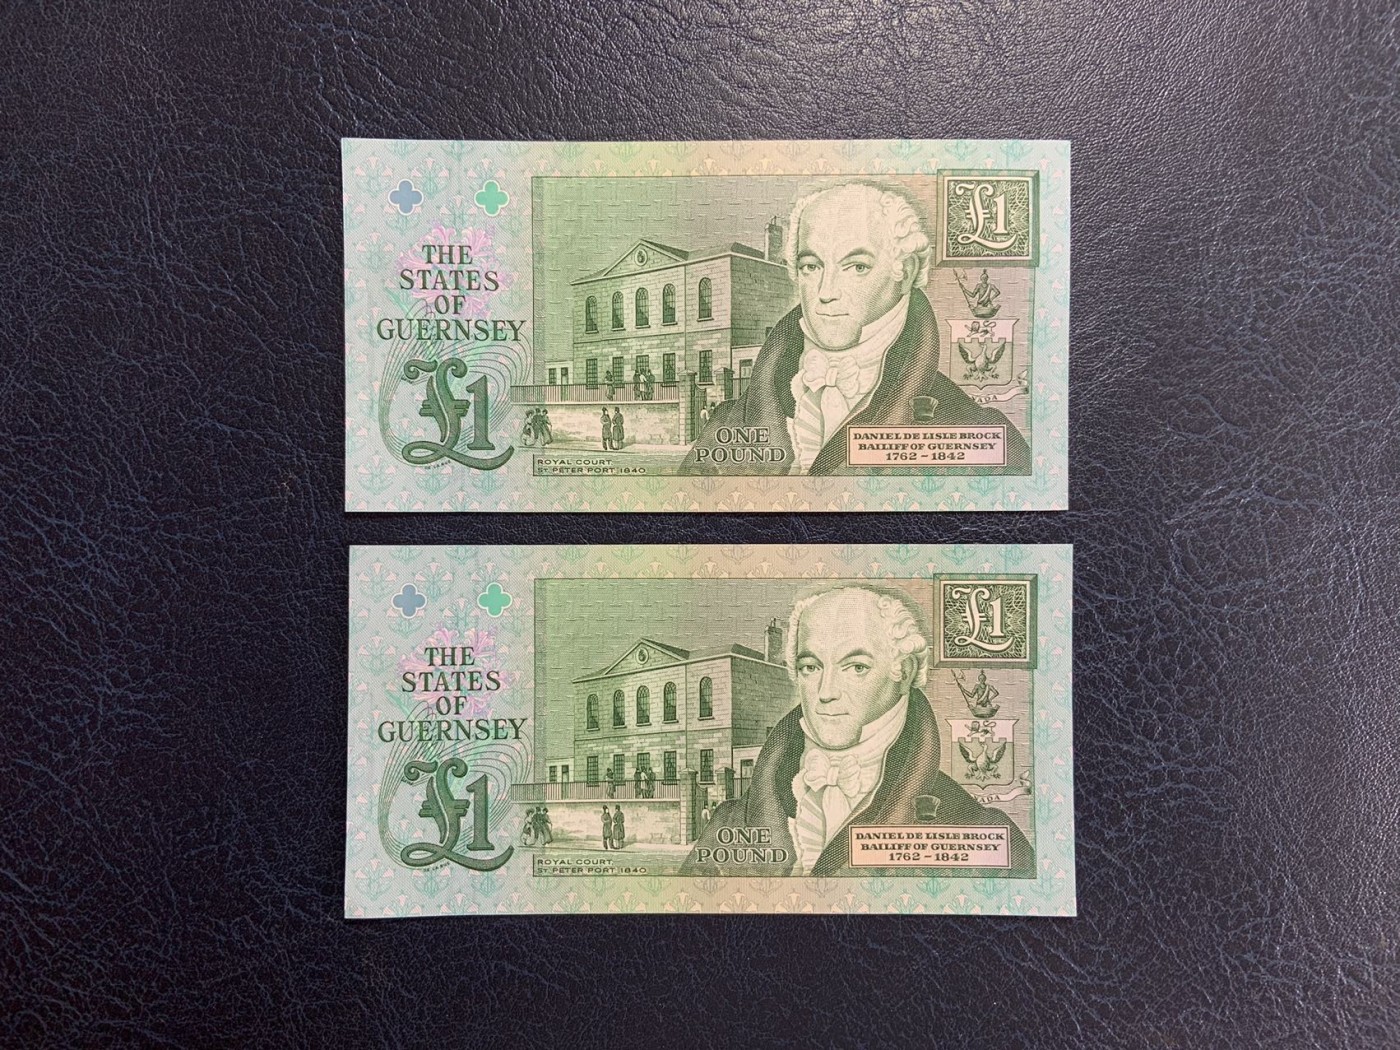 £1
THE
STATES
OF
GUERNSEY
£1
ONE
POUND
DANIEL DE LISLE BROCK
BAILIFF OF GUERNSEY
1762 – 1842
ROYAL COURT,
ST PETER PORT, 1840
£1
THE
STATES
OF
GUERNSEY
£1
ONE
POUND
DANIEL DE LISLE BROCK
BAILIFF OF GUERNSEY
1762 – 1842
ROYAL COURT,
ST PETER PORT, 1840